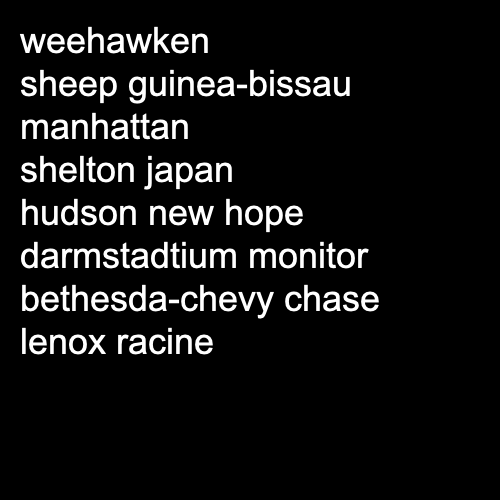 weehawken
sheep guinea-bissau
manhattan
shelton japan
hudson new hope
darmstadtium monitor
bethesda-chevy chase
lenox racine